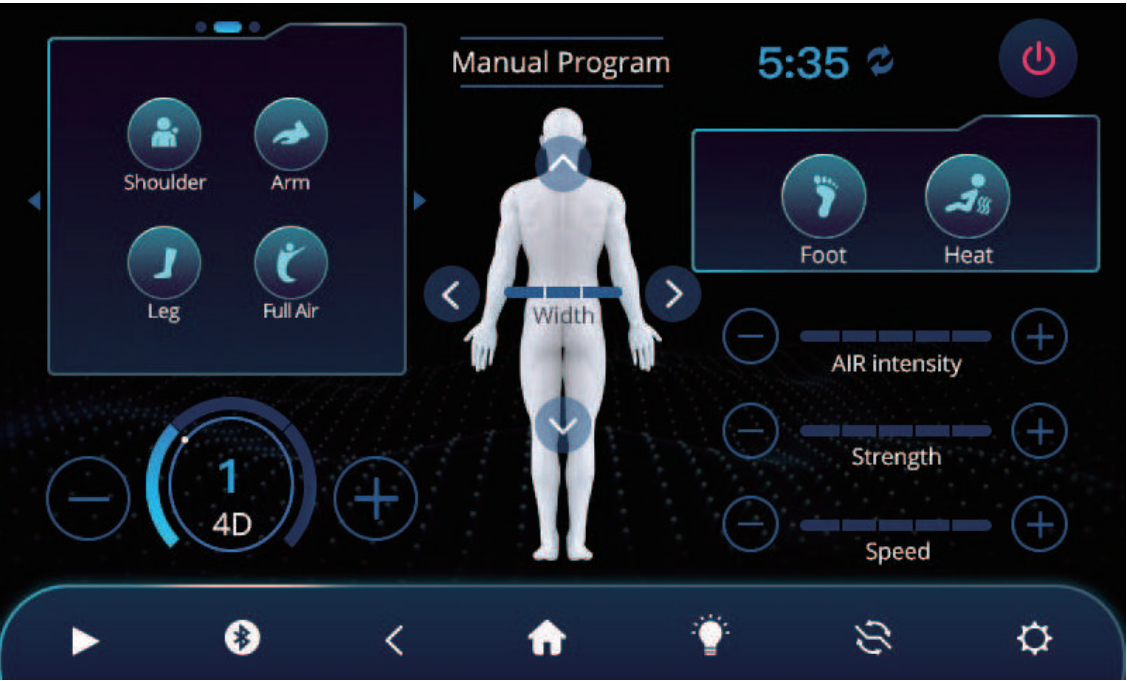 Manual Program
5:35
Shoulder
Arm
Leg
Full Air
Foot
Heat
Width
AIR intensity
Strength
Speed
1
4D